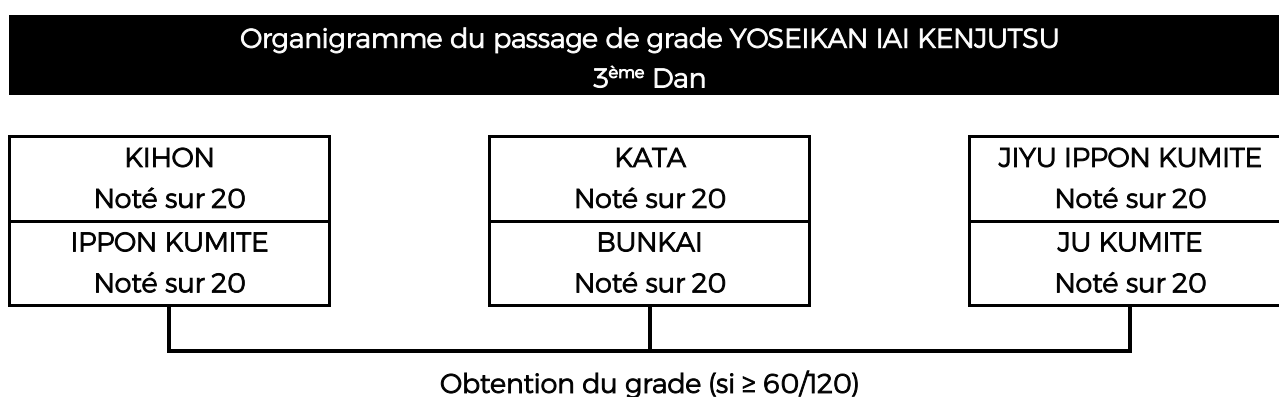 Organigramme du passage de grade YOSEIKAN IAI KENJUTSU
3ème Dan
KIHON
Noté sur 20
IPPON KUMITE
Noté sur 20
KATA
Noté sur 20
BUNKAI
Noté sur 20
JIYU IPPON KUMITE
Noté sur 20
JU KUMITE
Noté sur 20
Obtention du grade (si ≥ 60/120)